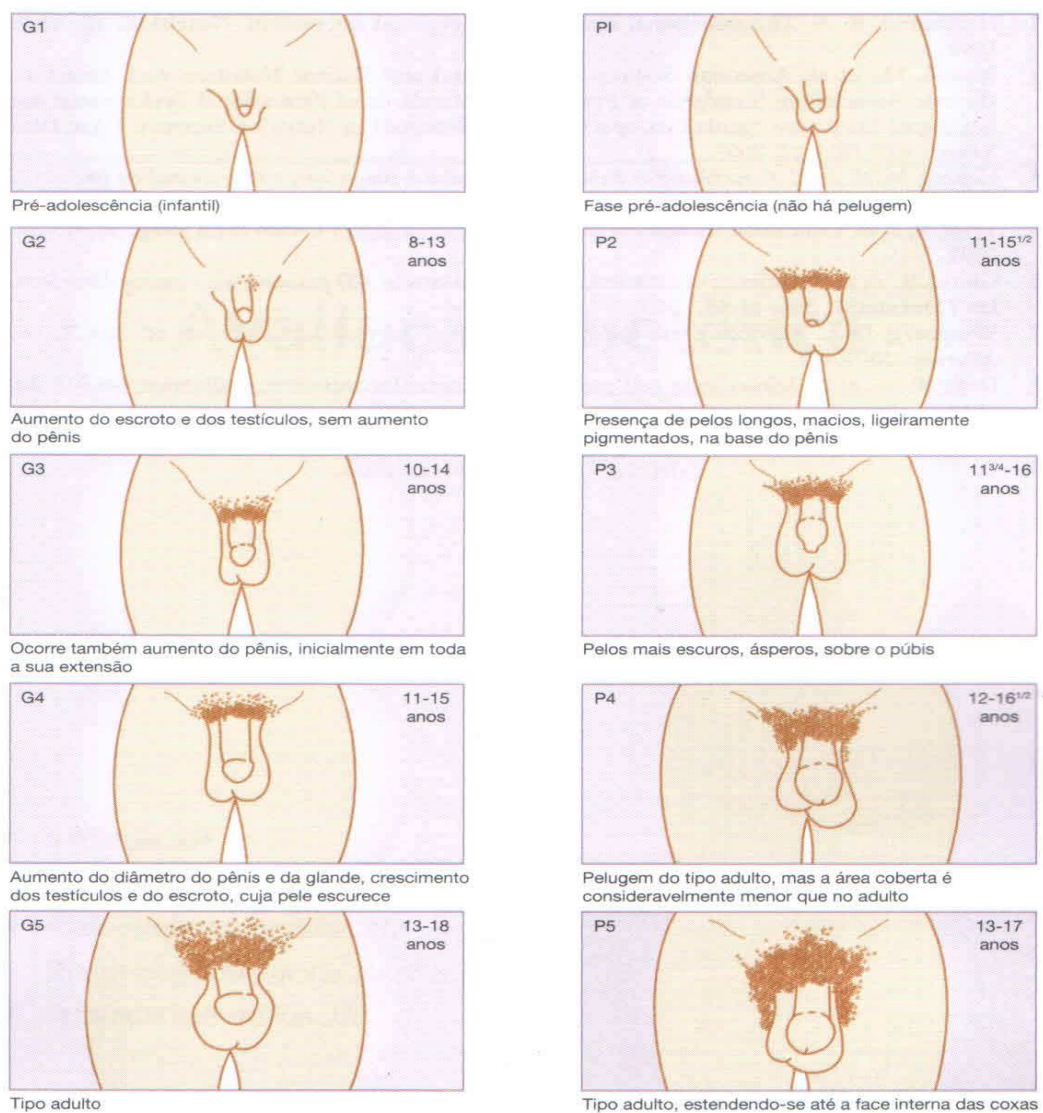 G1
Pré-adolescência (infantil)
G2
8-13
anos
Aumento do escroto e dos testículos, sem aumento
do pênis
G3
10-14
anos
Ocorre também aumento do pênis, inicialmente em toda
a sua extensão
G4
11-15
anos
Aumento do diâmetro do pênis e da glande, crescimento
dos testículos e do escroto, cuja pele escurece
G5
13-18
anos
Tipo adulto
PI
Fase pré-adolescência (não há pelugem)
P2
11-15¹/²
anos
Presença de pelos longos, macios, ligeiramente
pigmentados, na base do pênis
P3
11³/⁴-16
anos
Pelos mais escuros, ásperos, sobre o púbis
P4
12-16¹/²
anos
Pelugem do tipo adulto, mas a área coberta é
consideravelmente menor que no adulto
P5
13-17
anos
Tipo adulto, estendendo-se até a face interna das coxas